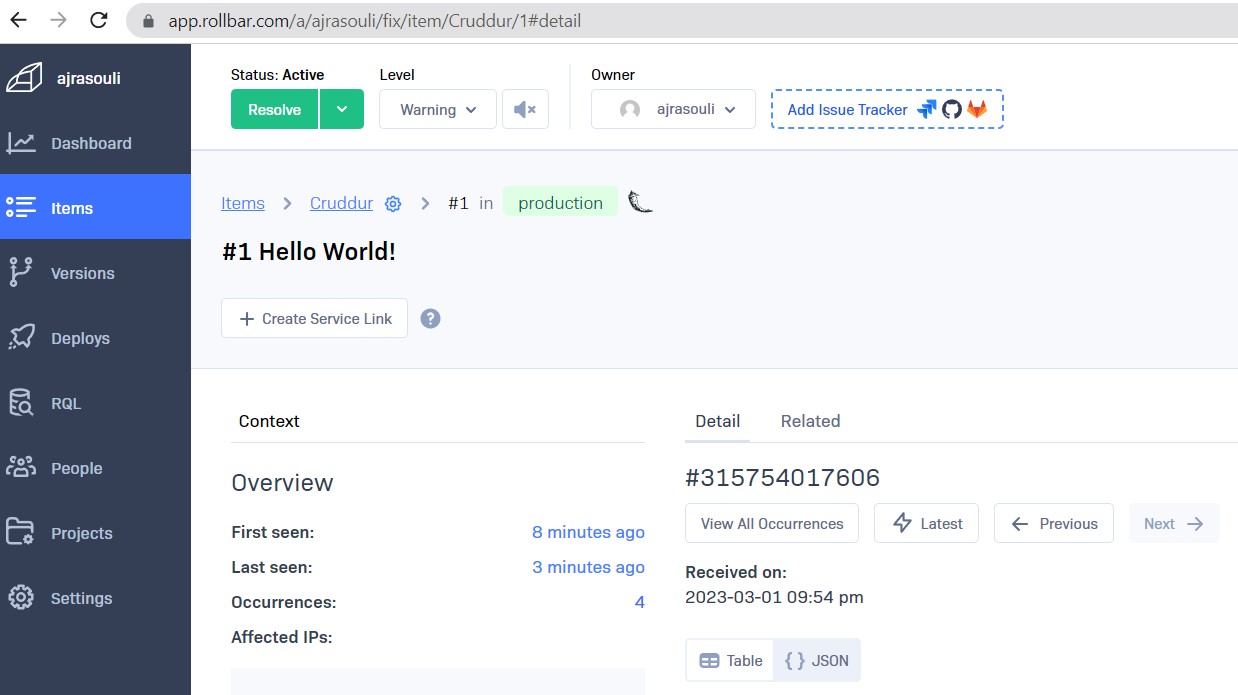 app.rollbar.com/a/ajrasouli/fix/item/Cruddur/1#detail
ajrasouli
Dashboard
Items
Versions
Deploys
RQL
People
Projects
Settings
Status: Active
Level
Owner
Resolve
Warning
ajrasouli
Add Issue Tracker
Items > Cruddur > #1 in production
#1 Hello World!
+ Create Service Link ?
Context
Overview
First seen: 8 minutes ago
Last seen: 3 minutes ago
Occurrences: 4
Affected IPs:
Detail Related
#315754017606
View All Occurrences Latest Previous Next
Received on:
2023-03-01 09:54 pm
Table {} JSON